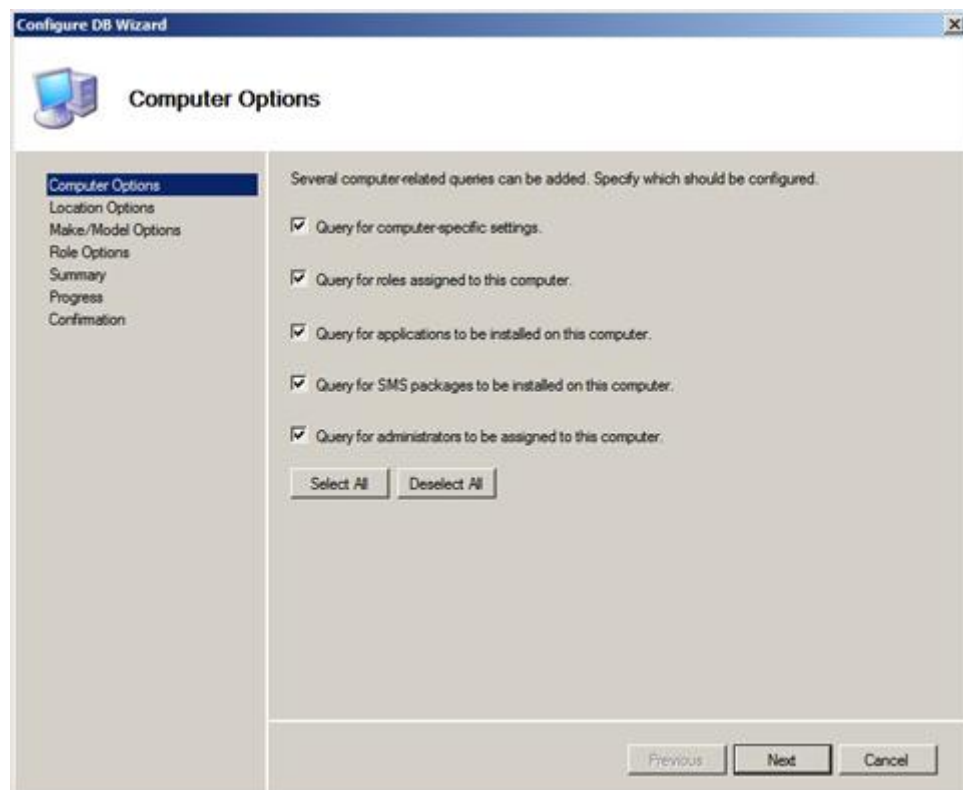 Configure DB Wizard
Computer Options
Computer Options
Location Options
Make/Model Options
Role Options
Summary
Progress
Confirmation
Several computer-related queries can be added. Specify which should be configured.
Query for computer-specific settings.
Query for roles assigned to this computer.
Query for applications to be installed on this computer.
Query for SMS packages to be installed on this computer.
Query for administrators to be assigned to this computer.
Select All Deselect All
Previous Next Cancel